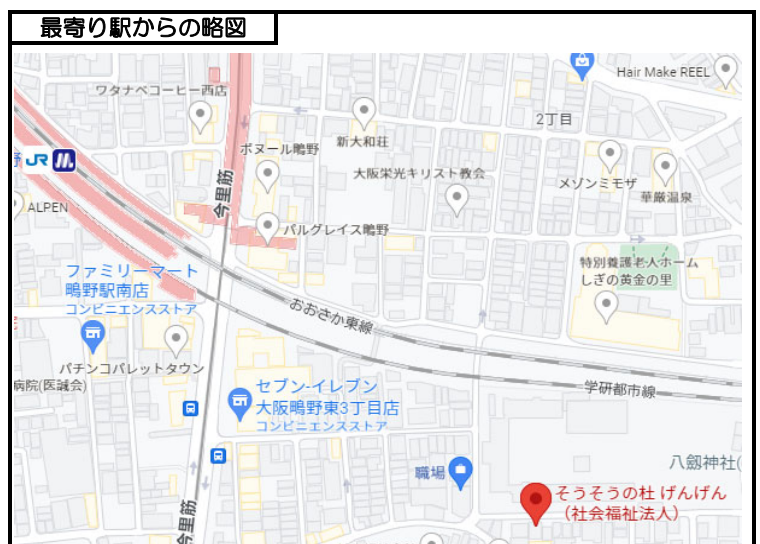 最寄り駅からの略図
Hair Make REEL
ワタナベコーヒー西店
2丁目
ボヌール鴫野
新大和荘
大阪栄光キリスト教会
JR
メゾンミモザ
華厳温泉
今里筋
ALPEN
パルグレイス鴫野
特別養護老人ホーム
しぎの黄金の里
ファミリーマート
鴫野駅南店
コンビニエンスストア
おおさか東線
パチンコパレットタウン
病院(医誠会)
セブン-イレブン
大阪鴫野東3丁目店
コンビニエンスストア
学研都市線
職場
八劔神社(
そうそうの杜 げんげん
(社会福祉法人)
今里筋